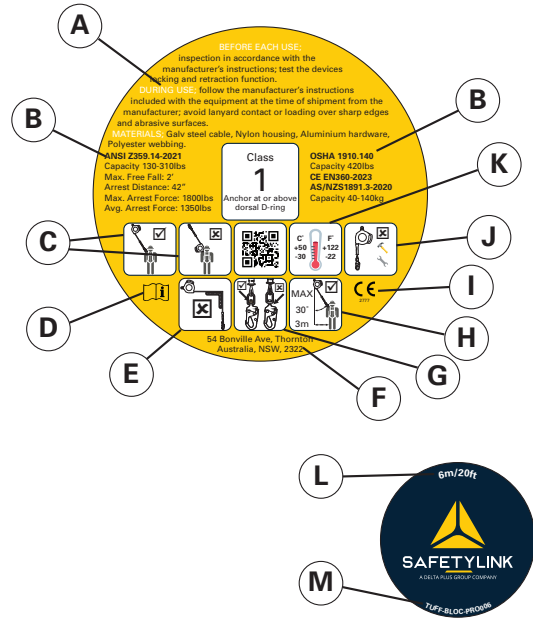 A
BEFORE EACH USE;
inspection in accordance with the
manufacturer's instructions; test the devices
locking and retraction function.
DURING USE; follow the manufacturer's instructions
included with the equipment at the time of shipment from the
manufacturer; avoid lanyard contact or loading over sharp edges
and abrasive surfaces.
MATERIALS; Galv steel cable, Nylon housing, Aluminium hardware,
Polyester webbing.
B
B
ANSI Z359.14-2021
Capacity 130-310lbs
Max. Free Fall: 2'
Arrest Distance: 42"
Max. Arrest Force: 1800lbs
Avg. Arrest Force: 1350lbs
Class
1
Anchor at or above
dorsal D-ring
OSHA 1910.140
Capacity 420lbs
CE EN360-2023
AS/NZS1891.3-2020
Capacity 40-140kg
K
C
C° F°
+50 +122
-30 -22
J
D
E
MAX
30°
3m
CE
I
H
G
54 Bonville Ave, Thornton
Australia, NSW, 2322
F
L
6m/20ft
SAFETYLINK
A DELTA PLUS GROUP COMPANY
M
TUFF-BLOC-PRO006